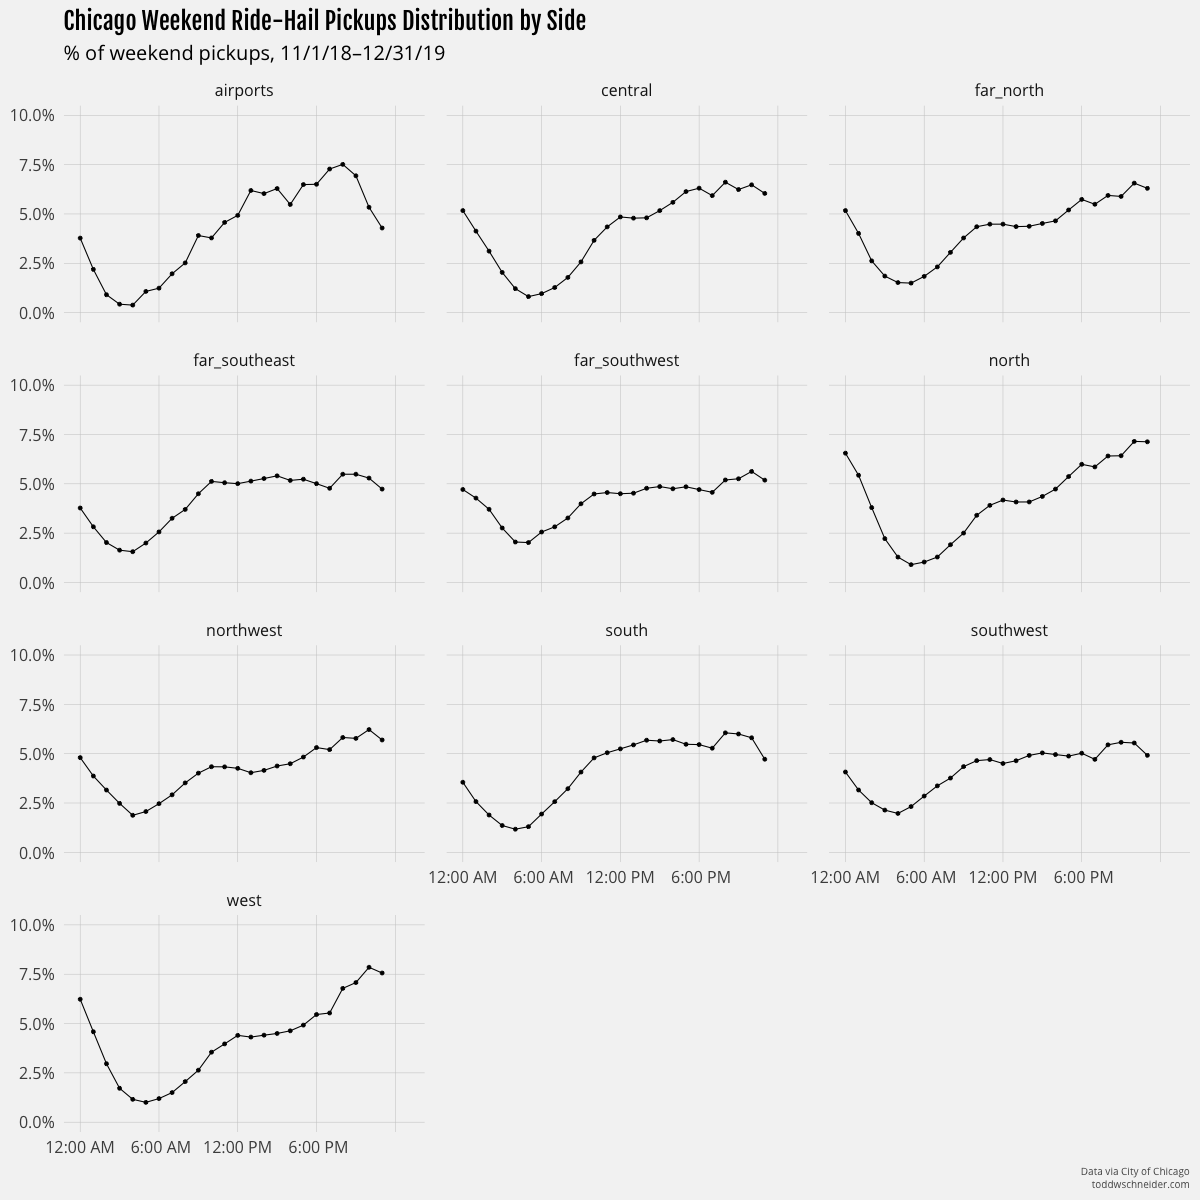 Chicago Weekend Ride-Hail Pickups Distribution by Side
% of weekend pickups, 11/1/18–12/31/19
airports
central
far_north
10.0%
7.5%
5.0%
2.5%
0.0%
far_southeast
far_southwest
north
10.0%
7.5%
5.0%
2.5%
0.0%
northwest
south
southwest
10.0%
7.5%
5.0%
2.5%
0.0%
12:00 AM 6:00 AM 12:00 PM 6:00 PM
12:00 AM 6:00 AM 12:00 PM 6:00 PM
west
10.0%
7.5%
5.0%
2.5%
0.0%
12:00 AM 6:00 AM 12:00 PM 6:00 PM
Data via City of Chicago
toddwschneider.com